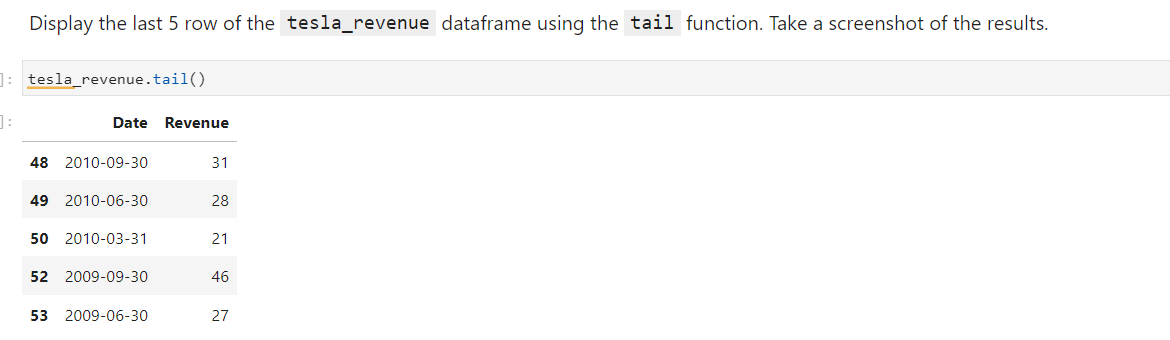 Display the last 5 row of the tesla_revenue dataframe using the tail function. Take a screenshot of the results.
]: tesla_revenue.tail()
]: Date Revenue
48 2010-09-30 31
49 2010-06-30 28
50 2010-03-31 21
52 2009-09-30 46
53 2009-06-30 27